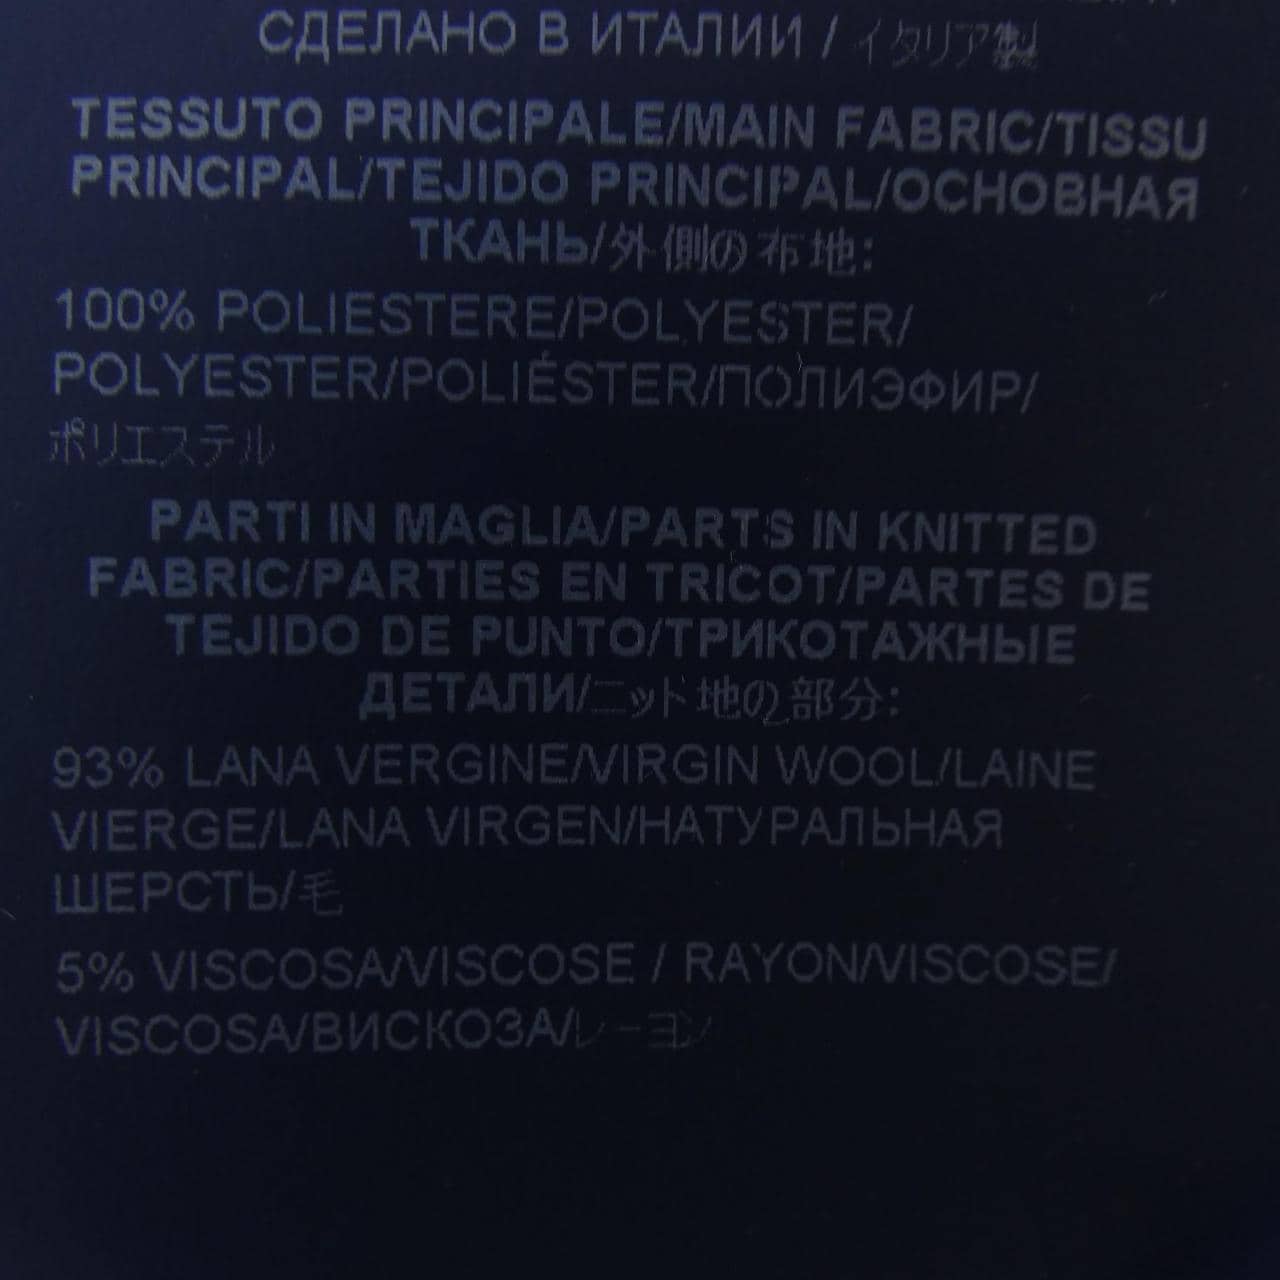 СДЕЛАНО В ИТАЛИИ / イタリア製
TESSUTO PRINCIPALE/MAIN FABRIC/TISSU
PRINCIPAL/TEJIDO PRINCIPAL/ОСНОВНАЯ
ТКАНЬ/外側の布地:
100% POLIESTERE/POLYESTER/
POLYESTER/POLIÉSTER/ПОЛИЭФИР/
ポリエステル
PARTI IN MAGLIA/PARTS IN KNITTED
FABRIC/PARTIES EN TRICOT/PARTES DE
TEJIDO DE PUNTO/ТРИКОТАЖНЫЕ
ДЕТАЛИ/ニット地の部分:
93% LANA VERGINE/VIRGIN WOOL/LAINE
VIERGE/LANA VIRGEN/НАТУРАЛЬНАЯ
ШЕРСТЬ/毛
5% VISCOSA/VISCOSE / RAYON/VISCOSE/
VISCOSA/ВИСКОЗА/レーヨン